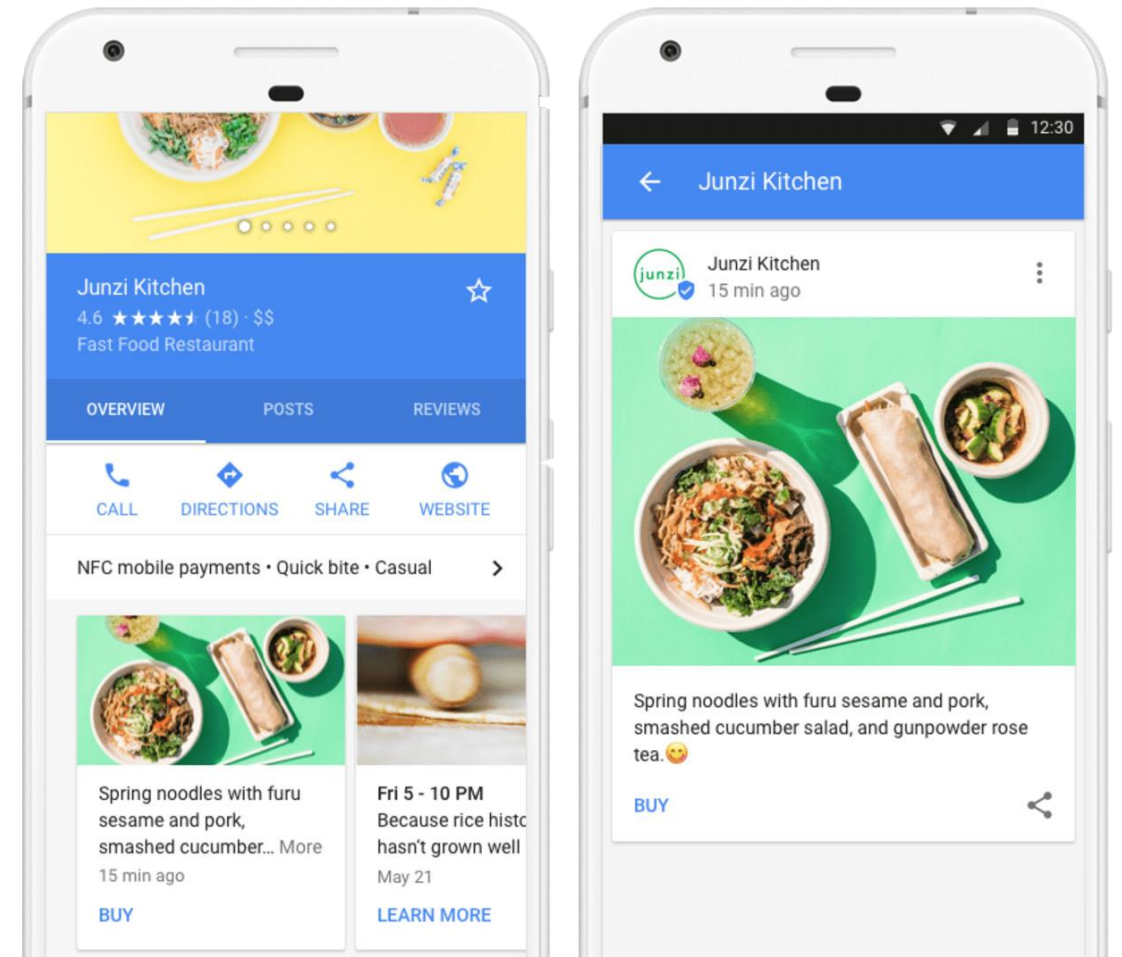 Junzi Kitchen
4.6 ★★★★ (18) · $$
Fast Food Restaurant
OVERVIEW POSTS REVIEWS
CALL DIRECTIONS SHARE WEBSITE
NFC mobile payments • Quick bite • Casual
Spring noodles with furu
sesame and pork,
smashed cucumber... More
15 min ago
BUY
Fri 5 - 10 PM
Because rice histo
hasn't grown well
May 21
LEARN MORE
12:30
Junzi Kitchen
junzi
Junzi Kitchen
15 min ago
Spring noodles with furu sesame and pork,
smashed cucumber salad, and gunpowder rose
tea.😋
BUY